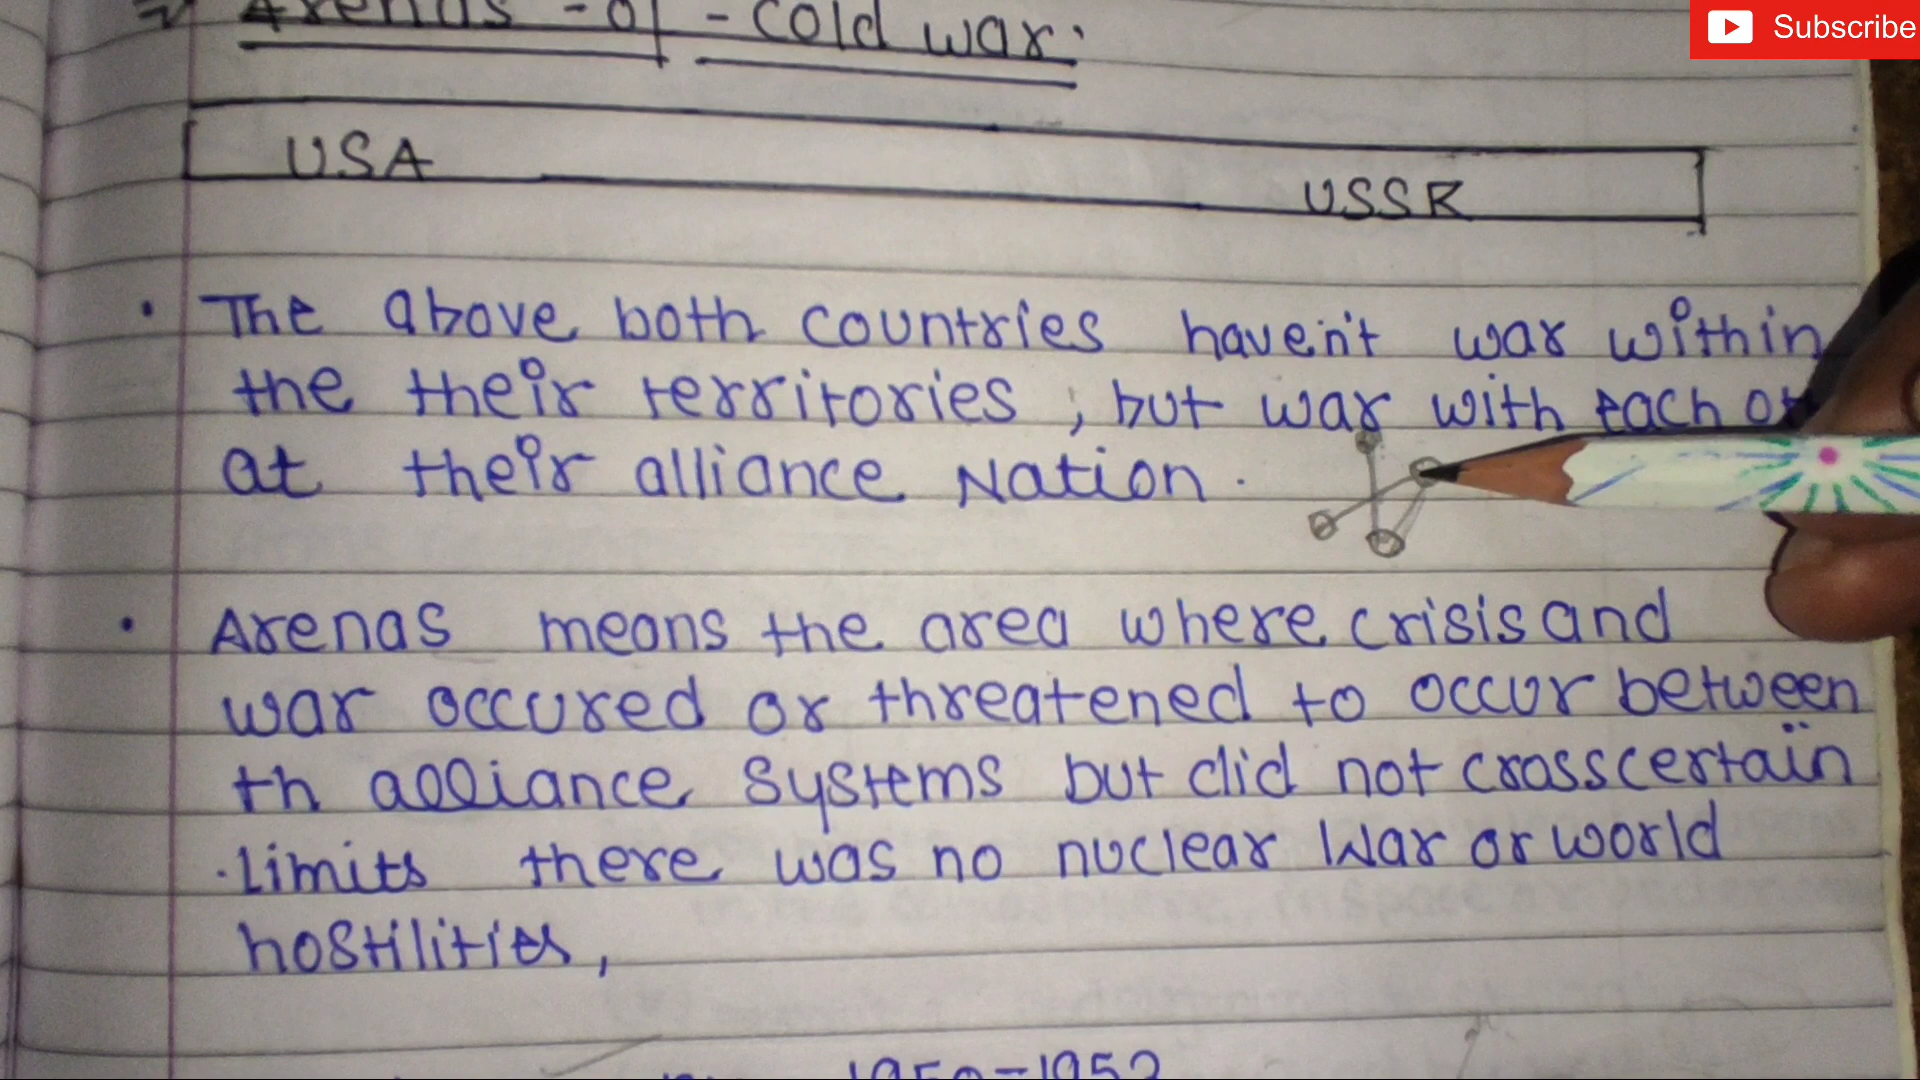 Subscribe
Arenas - of - cold war.
USA
USSR
. The above both countries haven't war within
the their territories, but war with each
at their alliance Nation.
. Arenas means the area where crisis and
war occured or threatened to occur between
th alliance systems but did not cross certain
.limits there was no nuclear War or world
hostilities,